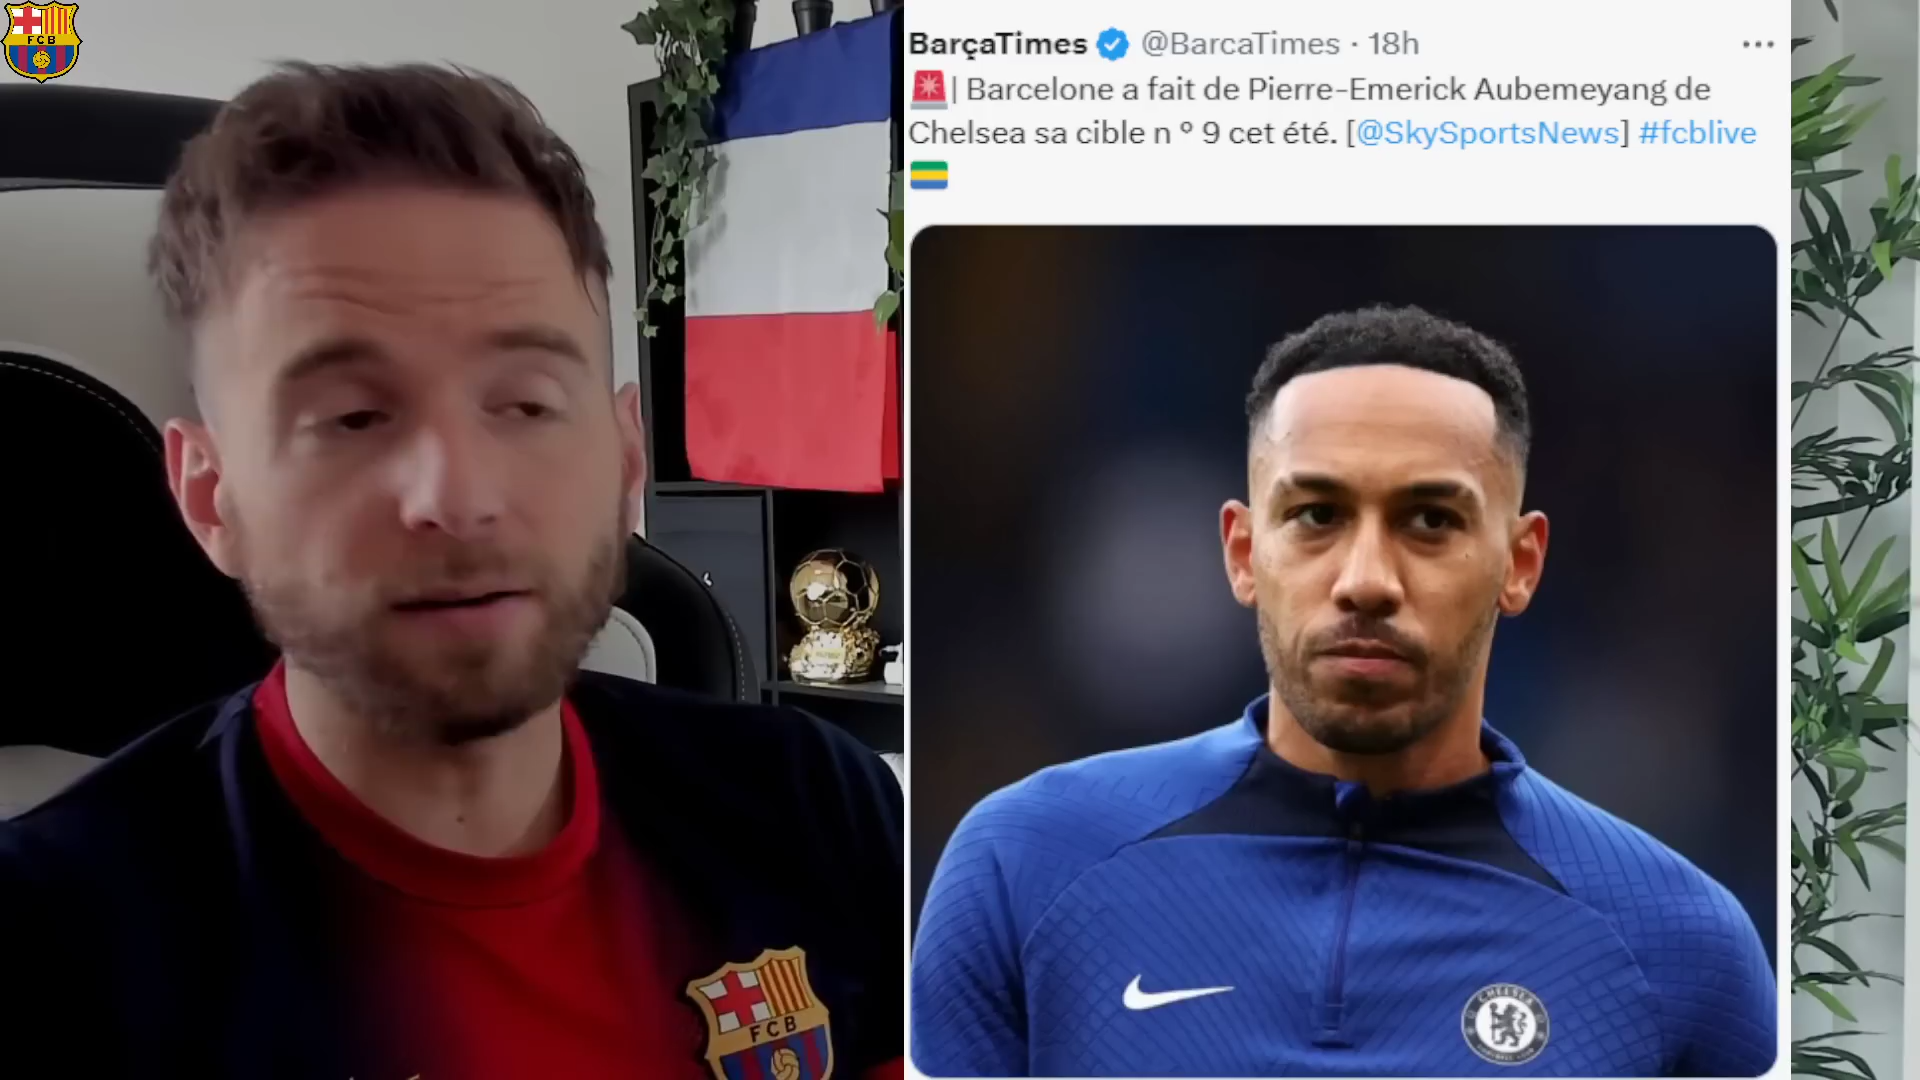 FCB
BarçaTimes @BarcaTimes · 18h
🚨| Barcelone a fait de Pierre-Emerick Aubemeyang de
Chelsea sa cible n º 9 cet été. [@SkySportsNews] #fcblive
🇬🇦
CHELSEA
FCB